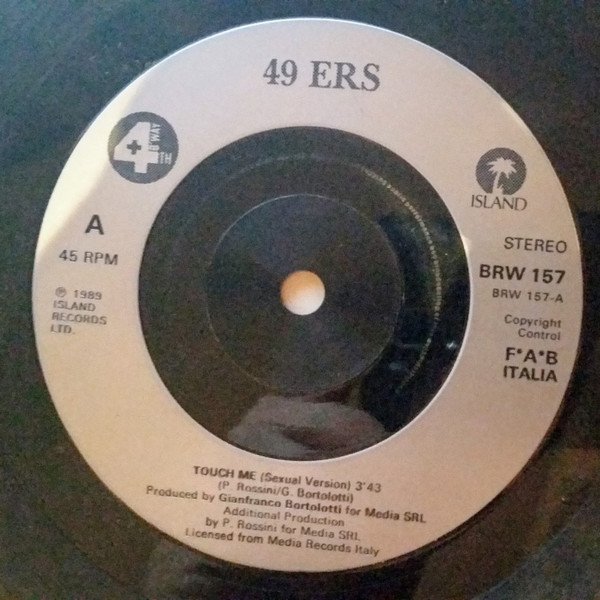 49 ERS
4 + B'WAY TH
ISLAND
A
45 RPM
STEREO
BRW 157
BRW 157-A
℗ 1989
ISLAND
RECORDS
LTD.
Copyright
Control
F*A*B
ITALIA
TOUCH ME (Sexual Version) 3'43
(P. Rossini/G. Bortolotti)
Produced by Gianfranco Bortolotti for Media SRL
Additional Production
by P. Rossini for Media SRL
Licensed from Media Records Italy